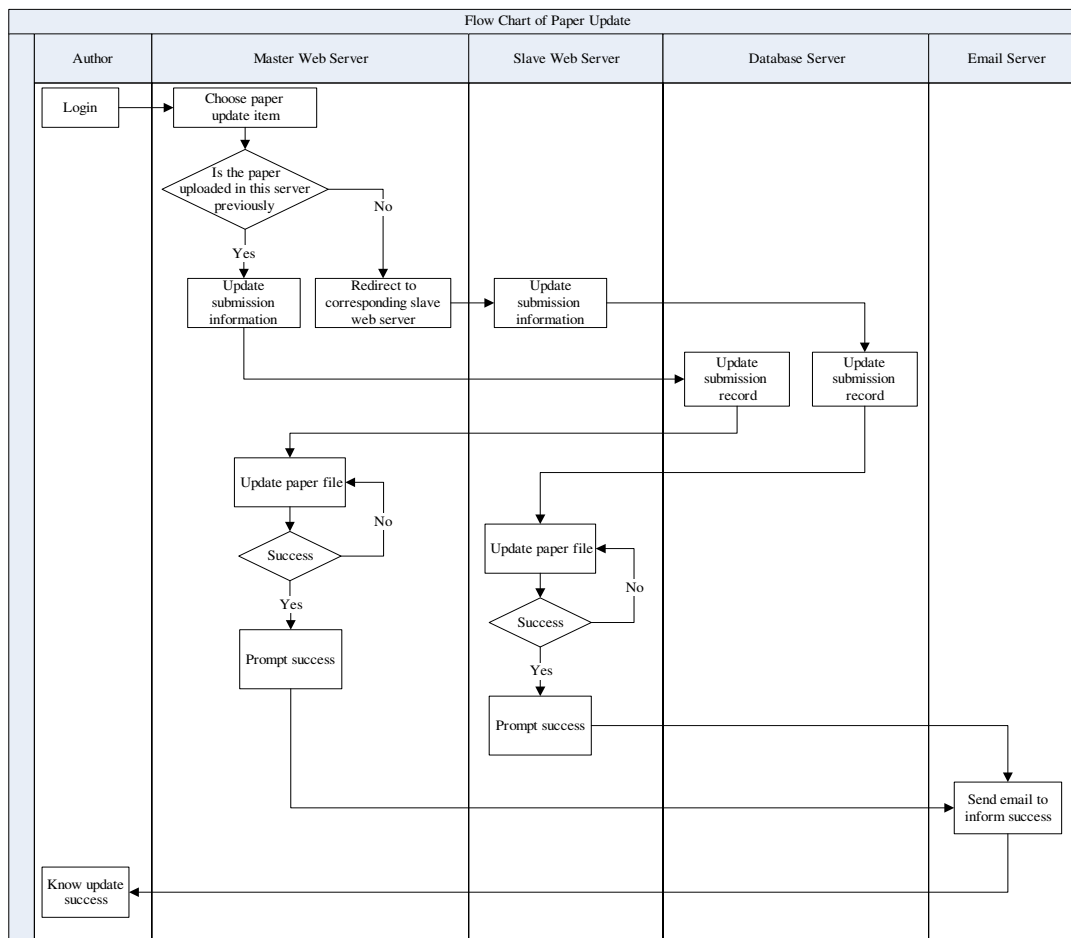 Flow Chart of Paper Update
Author
Master Web Server
Slave Web Server
Database Server
Email Server
Login
Choose paper
update item
Is the paper
uploaded in this server
previously
No
Yes
Update
submission
information
Redirect to
corresponding slave
web server
Update
submission
information
Update
submission
record
Update
submission
record
Update paper file
No
Success
Yes
Prompt success
Update paper file
No
Success
Yes
Prompt success
Send email to
inform success
Know update
success